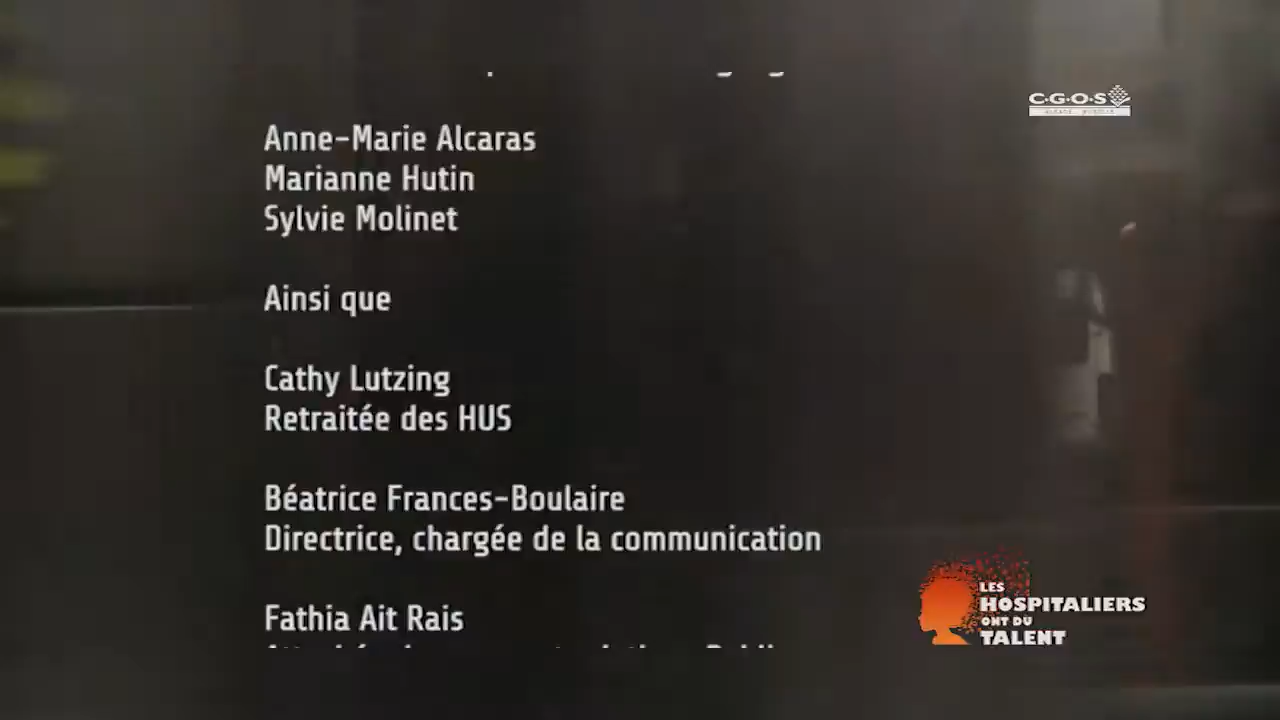 C·G·O·S
Anne-Marie Alcaras
Marianne Hutin
Sylvie Molinet
Ainsi que
Cathy Lutzing
Retraitée des HUS
Béatrice Frances-Boulaire
Directrice, chargée de la communication
Fathia Ait Rais
LES
HOSPITALIERS
ONT DU
TALENT